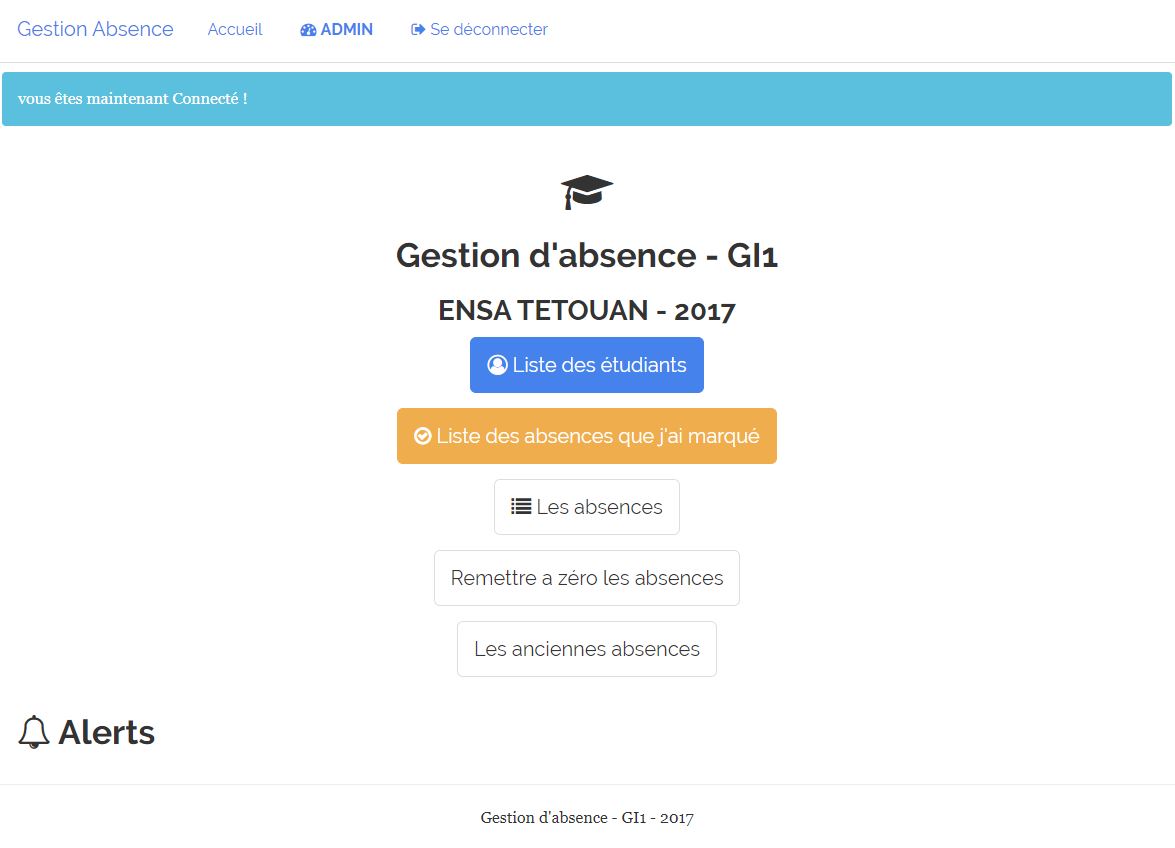 Gestion Absence Accueil ADMIN Se déconnecter
vous êtes maintenant Connecté !
Gestion d'absence - GI1
ENSA TETOUAN - 2017
Liste des étudiants
Liste des absences que j'ai marqué
Les absences
Remettre a zéro les absences
Les anciennes absences
Alerts
Gestion d'absence - GI1 - 2017